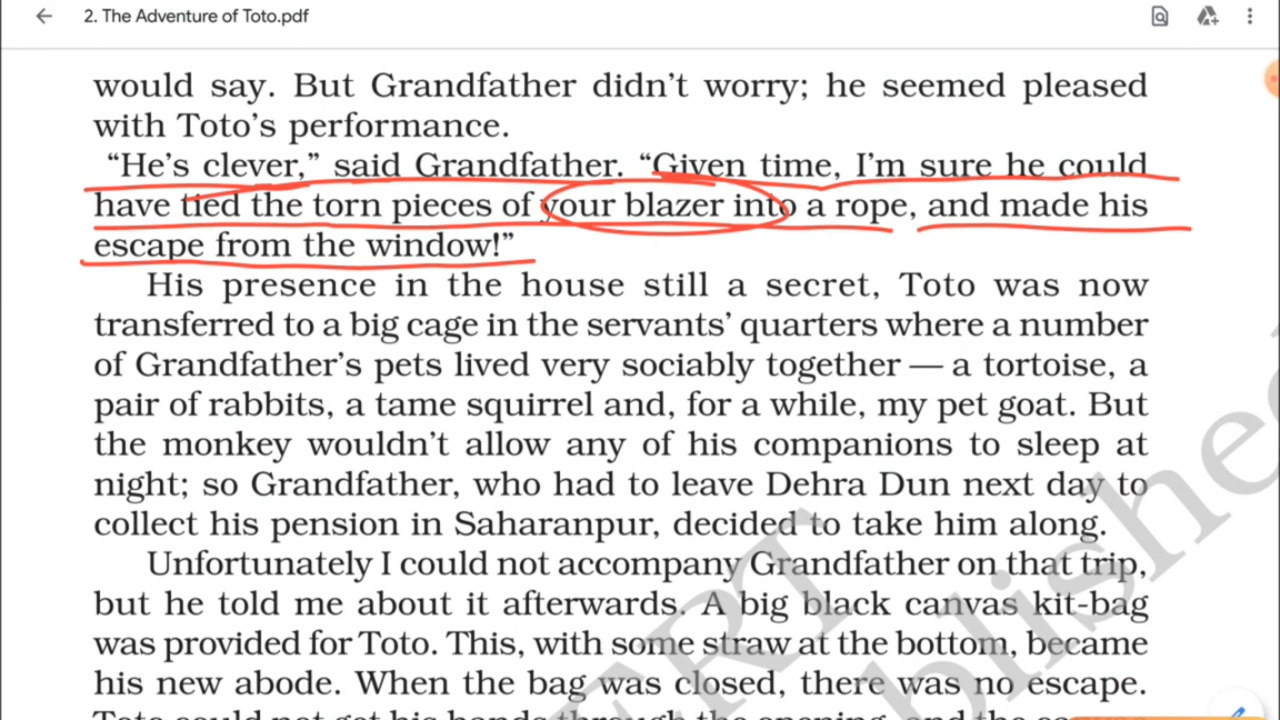 2. The Adventure of Toto.pdf
would say. But Grandfather didn’t worry; he seemed pleased
with Toto’s performance.
“He’s clever,” said Grandfather. “Given time, I’m sure he could
have tied the torn pieces of your blazer into a rope, and made his
escape from the window!”
His presence in the house still a secret, Toto was now
transferred to a big cage in the servants’ quarters where a number
of Grandfather’s pets lived very sociably together — a tortoise, a
pair of rabbits, a tame squirrel and, for a while, my pet goat. But
the monkey wouldn’t allow any of his companions to sleep at
night; so Grandfather, who had to leave Dehra Dun next day to
collect his pension in Saharanpur, decided to take him along.
Unfortunately I could not accompany Grandfather on that trip,
but he told me about it afterwards. A big black canvas kit-bag
was provided for Toto. This, with some straw at the bottom, became
his new abode. When the bag was closed, there was no escape.